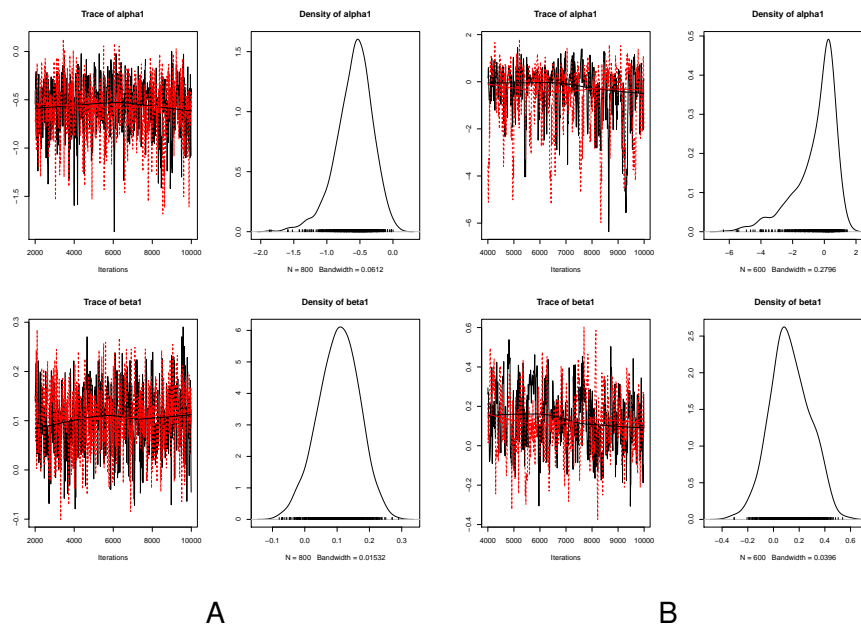 Trace of alpha1
0.0
−0.5
−1.0
−1.5
2000 4000 6000 8000 10000
Iterations
Density of alpha1
1.5
1.0
0.5
0.0
−2.0 −1.5 −1.0 −0.5 0.0
N = 800 Bandwidth = 0.0612
Trace of alpha1
2
0
−2
−4
−6
4000 5000 6000 7000 8000 9000 10000
Iterations
Density of alpha1
0.5
0.4
0.3
0.2
0.1
0.0
−6 −4 −2 0 2
N = 600 Bandwidth = 0.2796
Trace of beta1
0.3
0.2
0.1
0.0
−0.1
2000 4000 6000 8000 10000
Iterations
Density of beta1
6
5
4
3
2
1
0
−0.1 0.0 0.1 0.2 0.3
N = 800 Bandwidth = 0.01532
Trace of beta1
0.6
0.4
0.2
0.0
−0.2
−0.4
4000 5000 6000 7000 8000 9000 10000
Iterations
Density of beta1
2.5
2.0
1.5
1.0
0.5
0.0
−0.4 −0.2 0.0 0.2 0.4 0.6
N = 600 Bandwidth = 0.0396
A
B